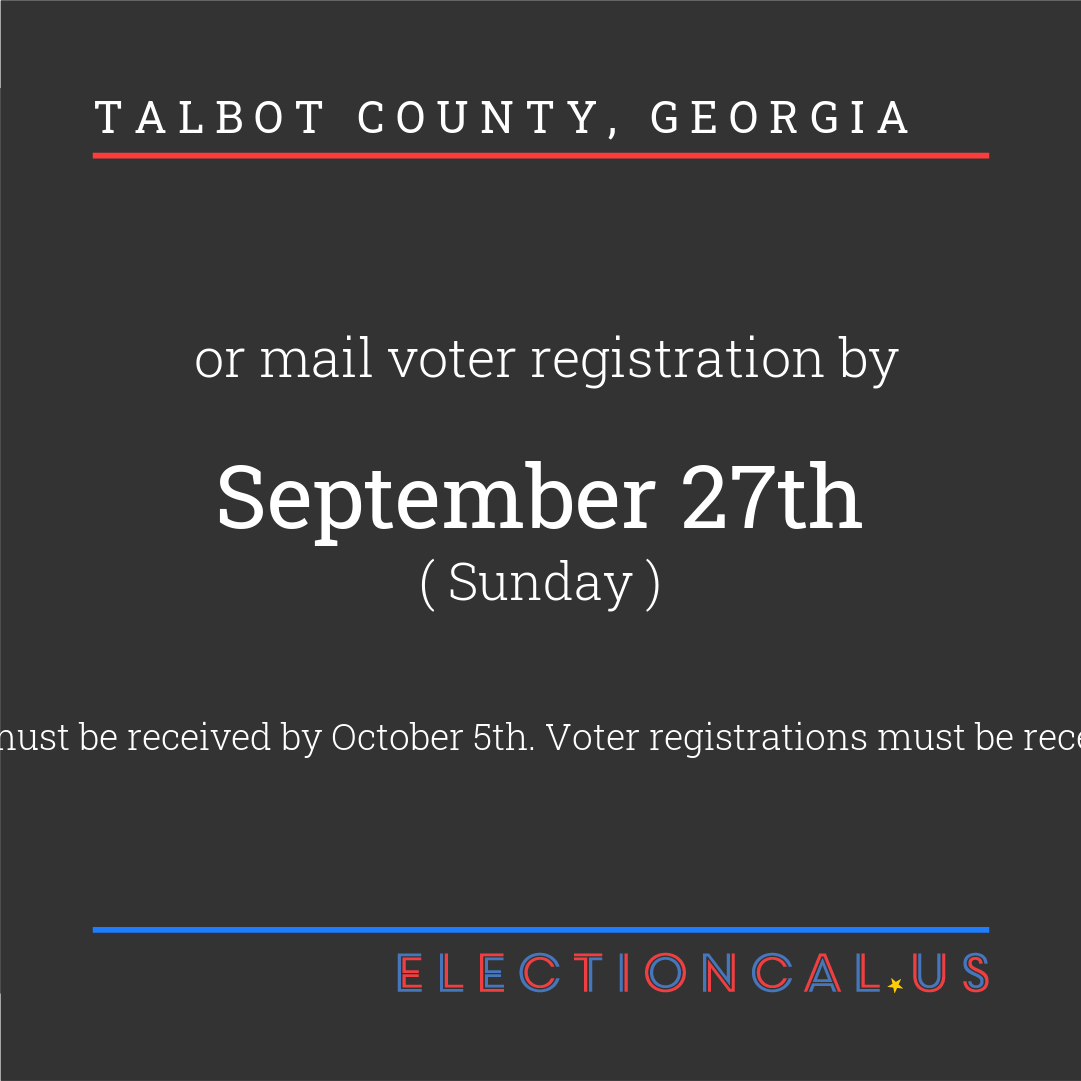 TALBOT COUNTY, GEORGIA
or mail voter registration by
September 27th
( Sunday )
be received by October 5th. Voter registrations must be
ELECTIONCAL.US